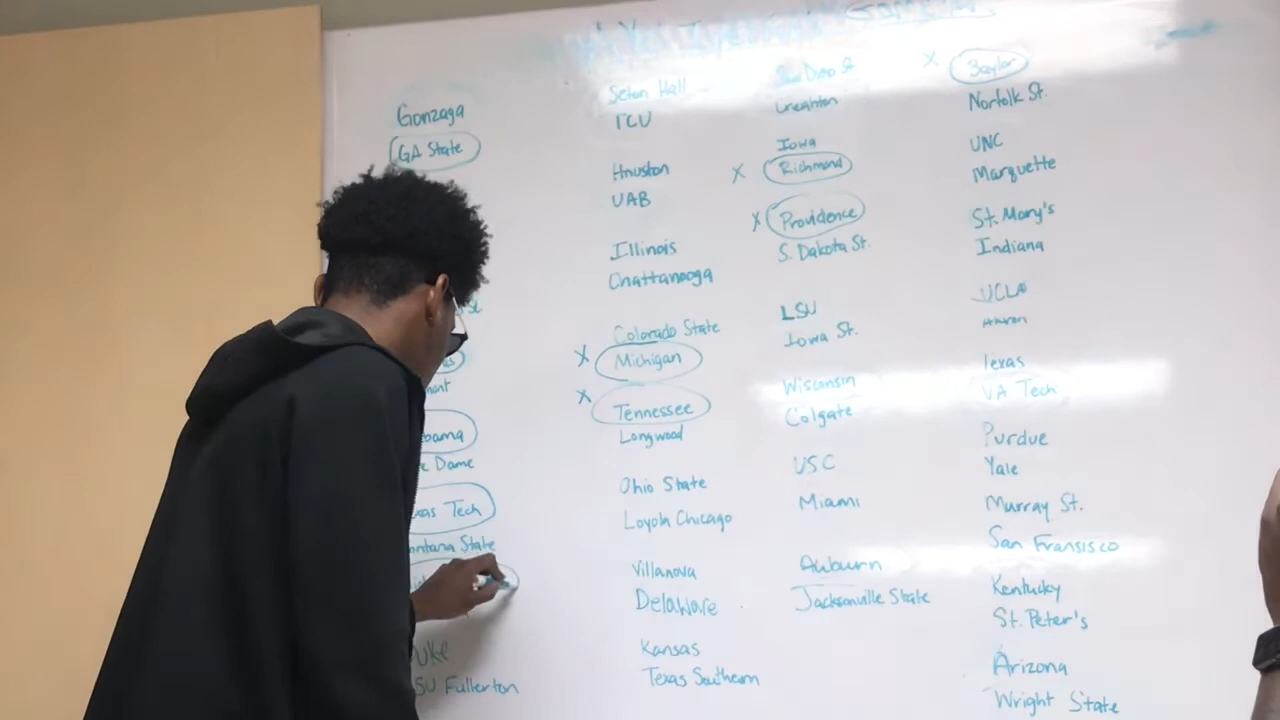 Gonzaga
GA State
bama
Dame
as Tech
ntana State
uke
SU Fullerton
Seton Hall
TCU
Houston
UAB
Illinois
Chattanooga
Colorado State
X Michigan
X Tennessee
Longwood
Ohio State
Loyola Chicago
Villanova
Delaware
Kansas
Texas Southern
Creighton
Iowa
X Richmond
X Providence
S. Dakota St.
LSU
Iowa St.
Wisconsin
Colgate
USC
Miami
Auburn
Jacksonville State
X Baylor
Norfolk St.
UNC
Marquette
St. Mary's
Indiana
UCLA
Texas
VA Tech
Purdue
Yale
Murray St.
San Fransisco
Kentucky
St. Peter's
Arizona
Wright State